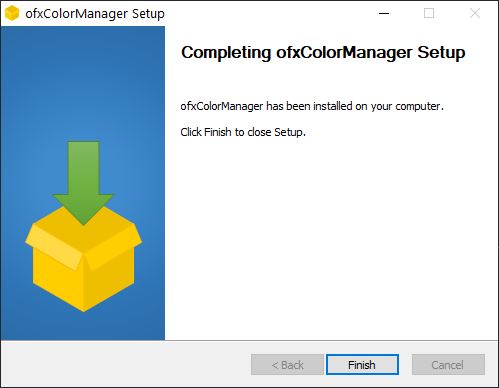 ofxColorManager Setup
Completing ofxColorManager Setup
ofxColorManager has been installed on your computer.
Click Finish to close Setup.
< Back
Finish
Cancel